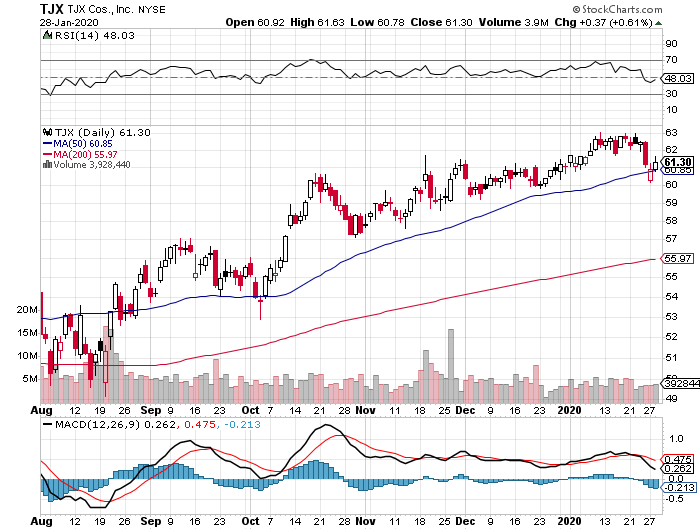 TJX TJX Cos., Inc. NYSE © StockCharts.com
28-Jan-2020 Open 60.92 High 61.63 Low 60.78 Close 61.30 Volume 3.9M Chg +0.37 (+0.61%)
RSI(14) 48.03
90
70
48.03
30
10
TJX (Daily) 61.30
MA(50) 60.85
MA(200) 55.97
Volume 3,928,440
63
62
61.30
60.85
60
59
58
57
55.97
55
54
20M 53
15M 52
10M 51
5M
3928440
49
Aug 12 19 26 Sep 9 16 23 Oct 7 14 21 28 Nov 11 18 25 Dec 9 16 23 2020 13 21 27
MACD(12,26,9) 0.262, 0.475, -0.213
1.0
0.475
0.262
-0.213
-0.5
Aug 12 19 26 Sep 9 16 23 Oct 7 14 21 28 Nov 11 18 25 Dec 9 16 23 2020 13 21 27